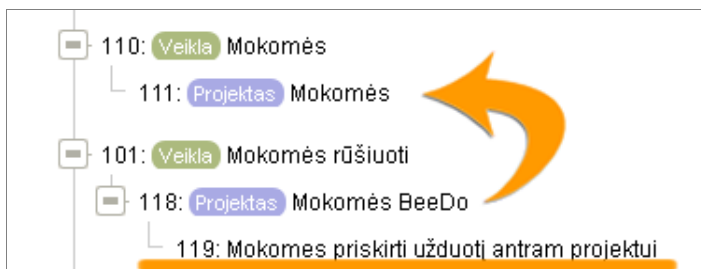 110: Veikla Mokomės
111: Projektas Mokomės
101: Veikla Mokomės rūšiuoti
118: Projektas Mokomės BeeDo
119: Mokomes priskirti užduotį antram projektui